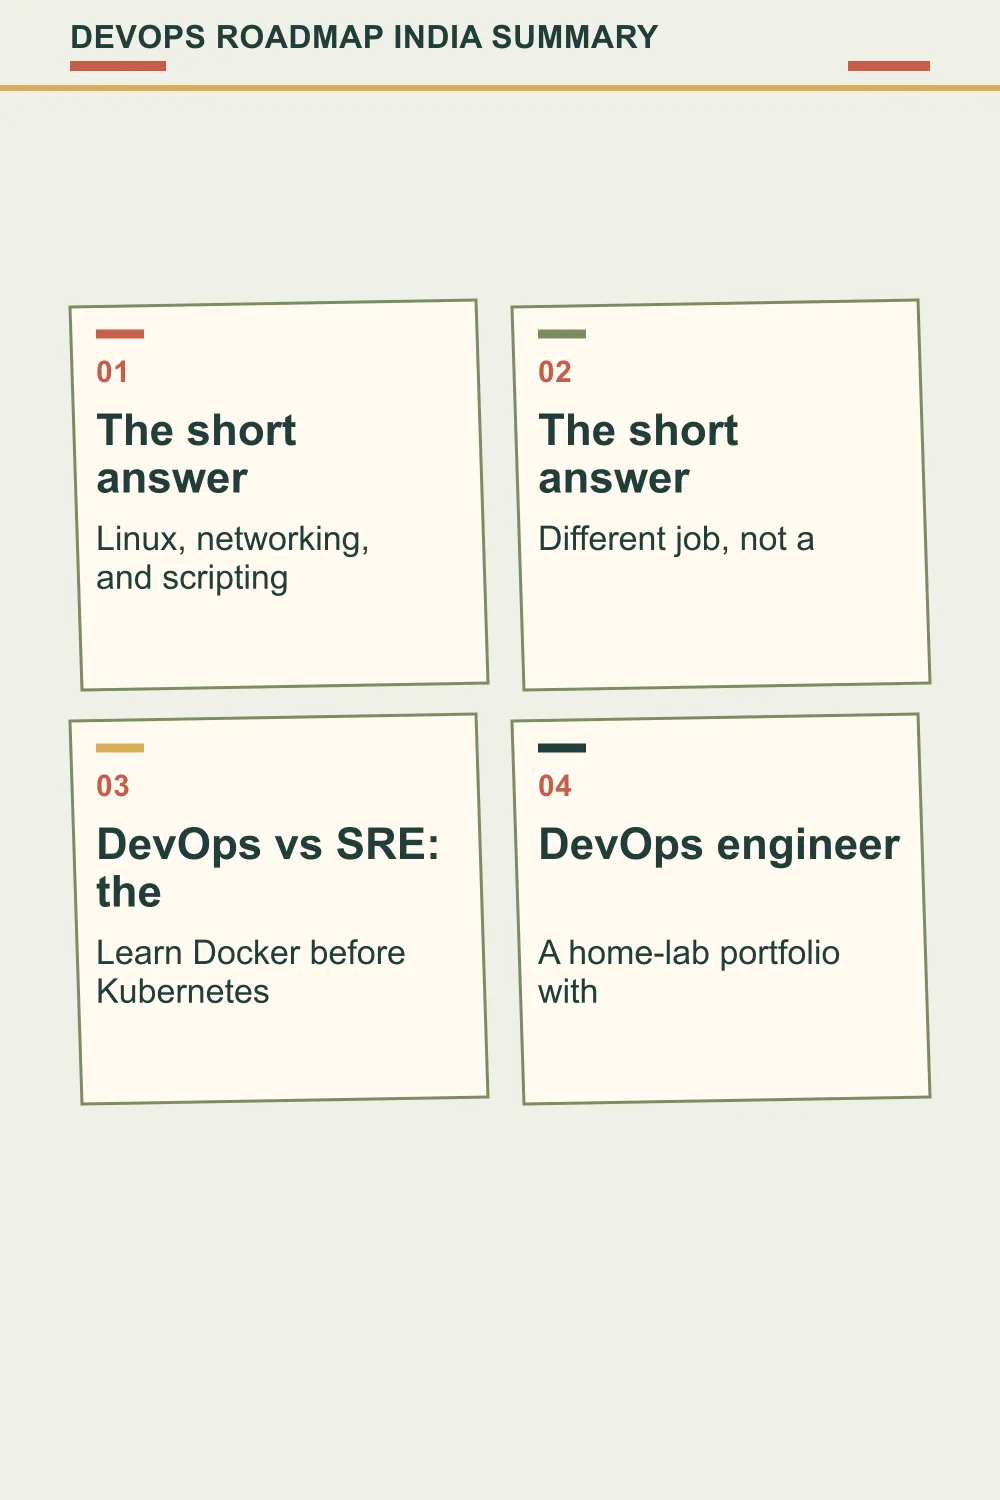 DEVOPS ROADMAP INDIA SUMMARY
01
The short
answer
Linux, networking,
and scripting
02
The short
answer
Different job, not a
03
DevOps vs SRE:
the
Learn Docker before
Kubernetes
04
DevOps engineer
A home-lab portfolio
with